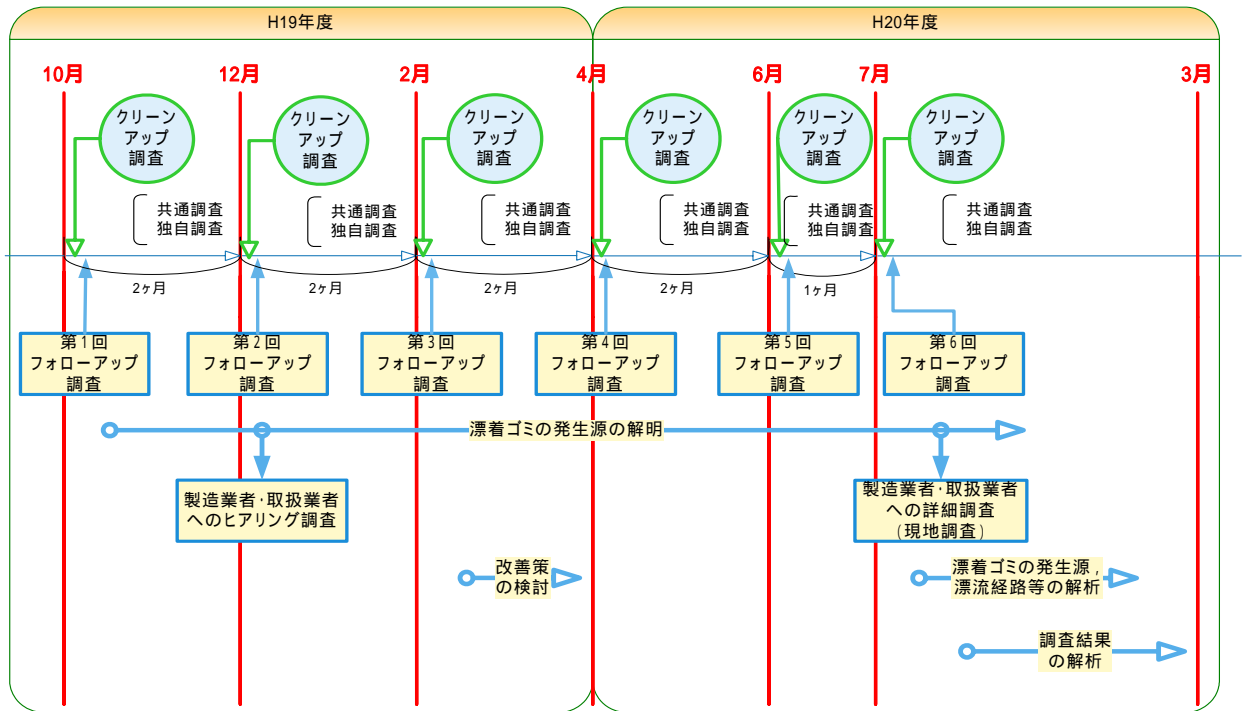 H19年度
H20年度
10月
12月
2月
4月
6月
7月
3月
クリーン
アップ
調査
クリーン
アップ
調査
クリーン
アップ
調査
クリーン
アップ
調査
クリーン
アップ
調査
クリーン
アップ
調査
共通調査
独自調査
共通調査
独自調査
共通調査
独自調査
共通調査
独自調査
共通調査
独自調査
共通調査
独自調査
2ヶ月
2ヶ月
2ヶ月
2ヶ月
1ヶ月
第1回
フォローアップ
調査
第2回
フォローアップ
調査
第3回
フォローアップ
調査
第4回
フォローアップ
調査
第5回
フォローアップ
調査
第6回
フォローアップ
調査
漂着ゴミの発生源の解明
製造業者・取扱業者
へのヒアリング調査
製造業者・取扱業者
への詳細調査
(現地調査)
改善策
の検討
漂着ゴミの発生源,
漂流経路等の解析
調査結果
の解析